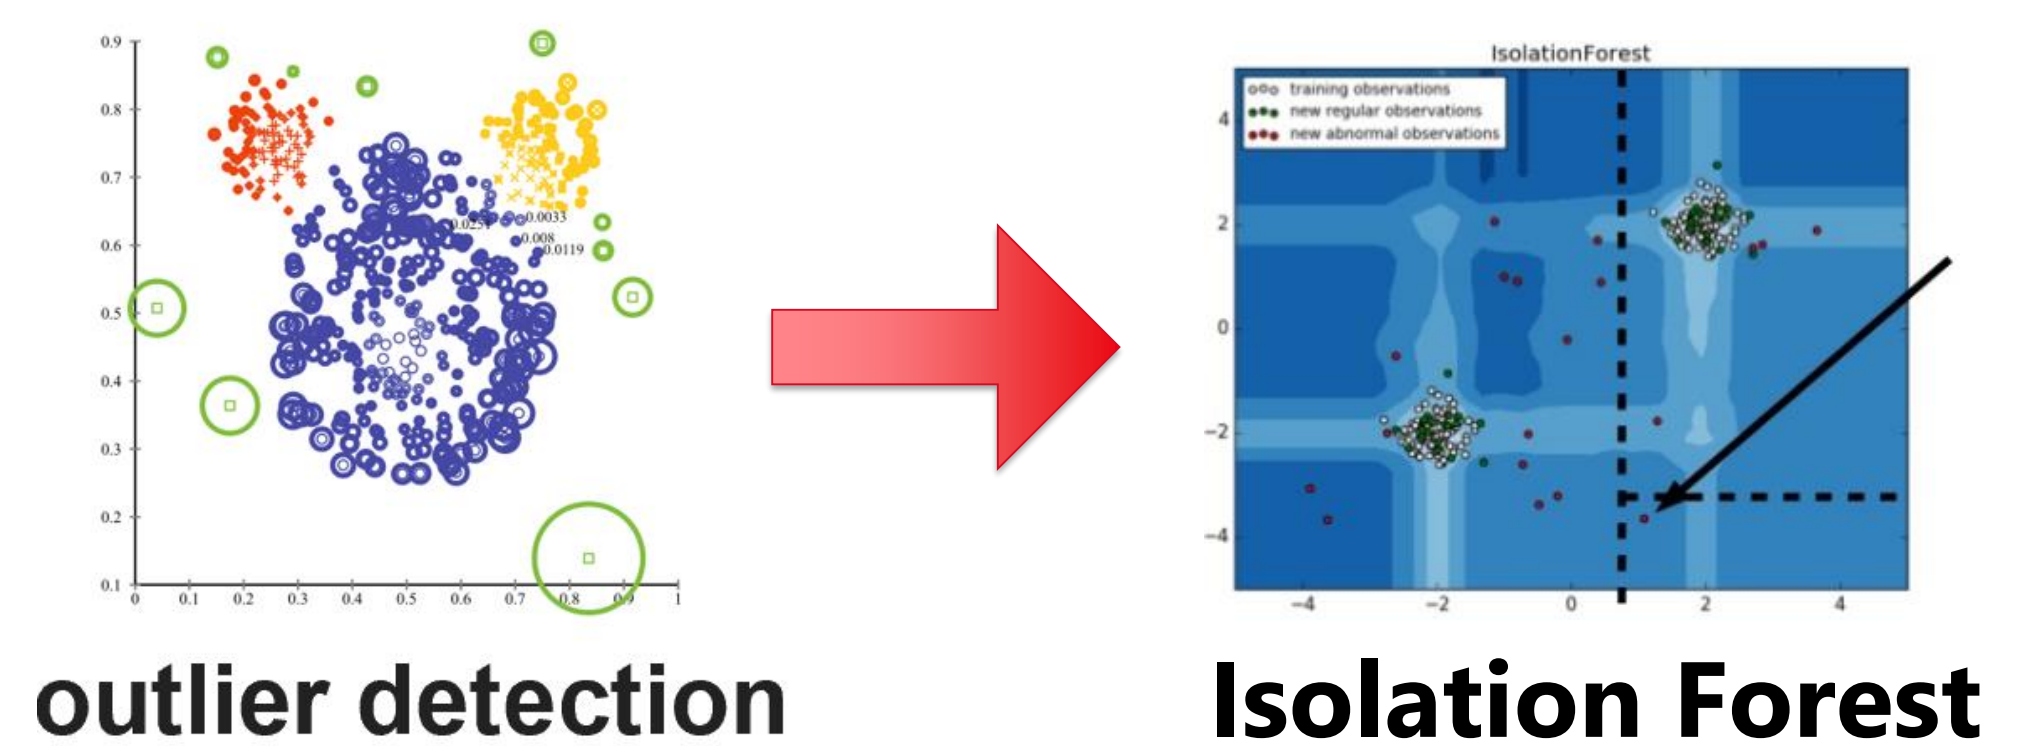 0.9
0.8
0.7
0.6
0.5
0.4
0.3
0.2
0.1
0 0.1 0.2 0.3 0.4 0.5 0.6 0.7 0.8 0.9 1
0.0033
0.008
0.0119
outlier detection
IsolationForest
training observations
new regular observations
new abnormal observations
4
2
0
−2
−4
−4 −2 0 2 4
Isolation Forest